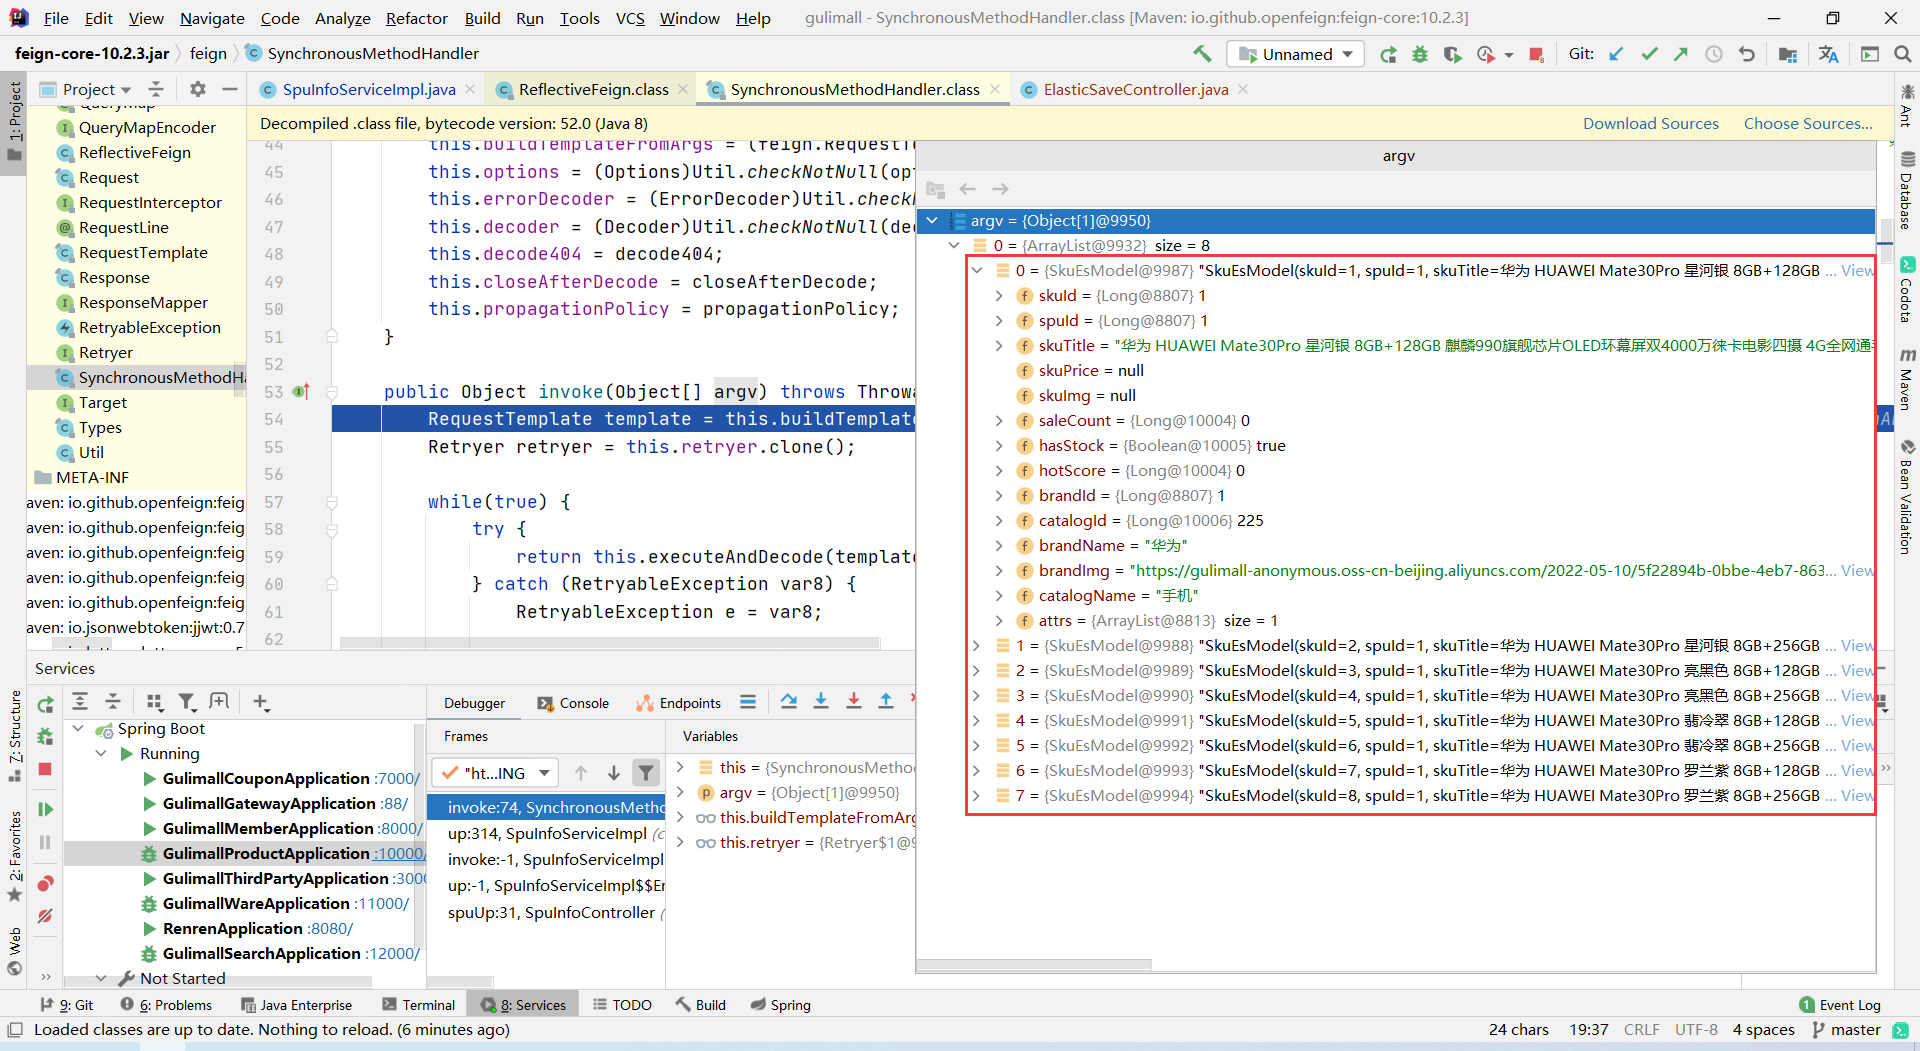 File Edit View Navigate Code Analyze Refactor Build Run Tools VCS Window Help gulimall - SynchronousMethodHandler.class [Maven: io.github.openfeign:feign-core:10.2.3]
feign-core-10.2.3.jar feign SynchronousMethodHandler Unnamed Git:
1: Project
Project
SpuInfoServiceImpl.java ReflectiveFeign.class SynchronousMethodHandler.class ElasticSaveController.java
Decompiled .class file, bytecode version: 52.0 (Java 8) Download Sources Choose Sources...
QueryMap
QueryMapEncoder
ReflectiveFeign
Request
RequestInterceptor
RequestLine
RequestTemplate
Response
ResponseMapper
RetryableException
Retryer
SynchronousMethodHa
Target
Types
Util
META-INF
aven: io.github.openfeign:feig
aven: io.github.openfeign:feig
aven: io.github.openfeign:feig
aven: io.github.openfeign:feig
aven: io.github.openfeign:feig
aven: io.jsonwebtoken:jjwt:0.7
44 this.buildTemplateFromArgs = (feign.RequestT
45 this.options = (Options)Util.checkNotNull(opt
46 this.errorDecoder = (ErrorDecoder)Util.checkN
47 this.decoder = (Decoder)Util.checkNotNull(dec
48 this.decode404 = decode404;
49 this.closeAfterDecode = closeAfterDecode;
50 this.propagationPolicy = propagationPolicy;
51 }
52
53 public Object invoke(Object[] argv) throws Throwa
54 RequestTemplate template = this.buildTemplate
55 Retryer retryer = this.retryer.clone();
56
57 while(true) {
58 try {
59 return this.executeAndDecode(template
60 } catch (RetryableException var8) {
61 RetryableException e = var8;
62
argv
argv = {Object[1]@9950}
0 = {ArrayList@9932} size = 8
0 = {SkuEsModel@9987} "SkuEsModel(skuId=1, spuId=1, skuTitle=华为 HUAWEI Mate30Pro 星河银 8GB+128GB ... View
skuId = {Long@8807} 1
spuId = {Long@8807} 1
skuTitle = "华为 HUAWEI Mate30Pro 星河银 8GB+128GB 麒麟990旗舰芯片OLED环幕屏双4000万徕卡电影四摄 4G全网通
skuPrice = null
skuImg = null
saleCount = {Long@10004} 0
hasStock = {Boolean@10005} true
hotScore = {Long@10004} 0
brandId = {Long@8807} 1
catalogId = {Long@10006} 225
brandName = "华为"
brandImg = "https://gulimall-anonymous.oss-cn-beijing.aliyuncs.com/2022-05-10/5f22894b-0bbe-4eb7-863... View
catalogName = "手机"
attrs = {ArrayList@8813} size = 1
1 = {SkuEsModel@9988} "SkuEsModel(skuId=2, spuId=1, skuTitle=华为 HUAWEI Mate30Pro 星河银 8GB+256GB ... View
2 = {SkuEsModel@9989} "SkuEsModel(skuId=3, spuId=1, skuTitle=华为 HUAWEI Mate30Pro 亮黑色 8GB+128GB ... View
3 = {SkuEsModel@9990} "SkuEsModel(skuId=4, spuId=1, skuTitle=华为 HUAWEI Mate30Pro 亮黑色 8GB+256GB ... View
4 = {SkuEsModel@9991} "SkuEsModel(skuId=5, spuId=1, skuTitle=华为 HUAWEI Mate30Pro 翡冷翠 8GB+128GB ... View
5 = {SkuEsModel@9992} "SkuEsModel(skuId=6, spuId=1, skuTitle=华为 HUAWEI Mate30Pro 翡冷翠 8GB+256GB ... View
6 = {SkuEsModel@9993} "SkuEsModel(skuId=7, spuId=1, skuTitle=华为 HUAWEI Mate30Pro 罗兰紫 8GB+128GB ... View
7 = {SkuEsModel@9994} "SkuEsModel(skuId=8, spuId=1, skuTitle=华为 HUAWEI Mate30Pro 罗兰紫 8GB+256GB ... View
Ant
Database
Codota
Maven
Bean Validation
7: Structure
2: Favorites
Web
Services
Spring Boot
Running
GulimallCouponApplication :7000/
GulimallGatewayApplication :88/
GulimallMemberApplication :8000/
GulimallProductApplication :10000/
GulimallThirdPartyApplication :3000
GulimallWareApplication :11000/
RenrenApplication :8080/
GulimallSearchApplication :12000/
Not Started
Debugger Console Endpoints
Frames Variables
"ht...ING
invoke:74, SynchronousMetho
up:314, SpuInfoServiceImpl (c
invoke:-1, SpuInfoServiceImpl
up:-1, SpuInfoServiceImpl$$En
spuUp:31, SpuInfoController (
this = {SynchronousMetho
argv = {Object[1]@9950}
this.buildTemplateFromArg
this.retryer = {Retryer$1@9
9: Git 6: Problems Java Enterprise Terminal 8: Services TODO Build Spring 1 Event Log
Loaded classes are up to date. Nothing to reload. (6 minutes ago) 24 chars 19:37 CRLF UTF-8 4 spaces master